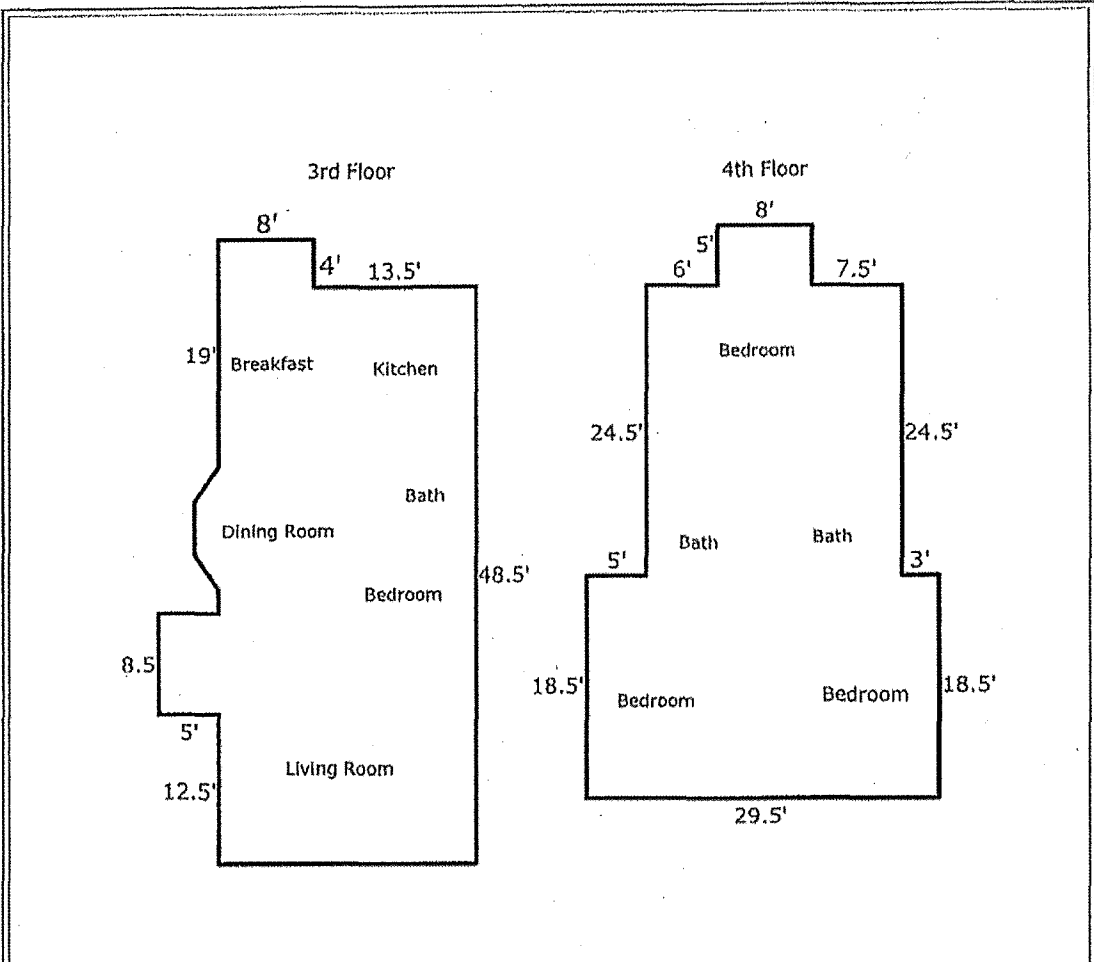 3rd Floor
8'
4'
13.5'
19'
Breakfast
Kitchen
Bath
Dining Room
48.5'
Bedroom
8.5
5'
Living Room
12.5'
4th Floor
8'
5'
6'
7.5'
Bedroom
24.5'
24.5'
Bath
Bath
5'
3'
18.5'
Bedroom
Bedroom
18.5'
29.5'